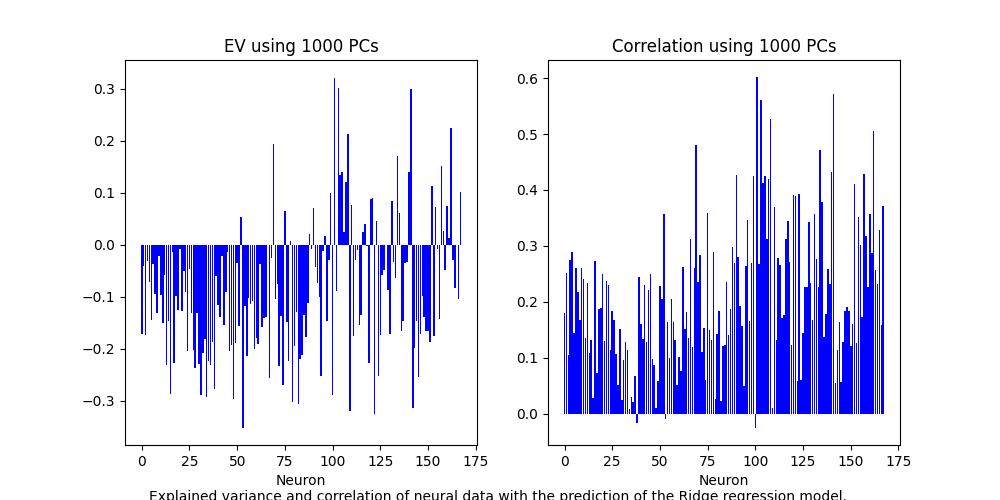 EV using 1000 PCs
Correlation using 1000 PCs
0.3
0.2
0.1
0.0
−0.1
−0.2
−0.3
0 25 50 75 100 125 150 175
Neuron
0.6
0.5
0.4
0.3
0.2
0.1
0.0
0 25 50 75 100 125 150 175
Neuron
Explained variance and correlation of neural data with the prediction of the Ridge regression model.